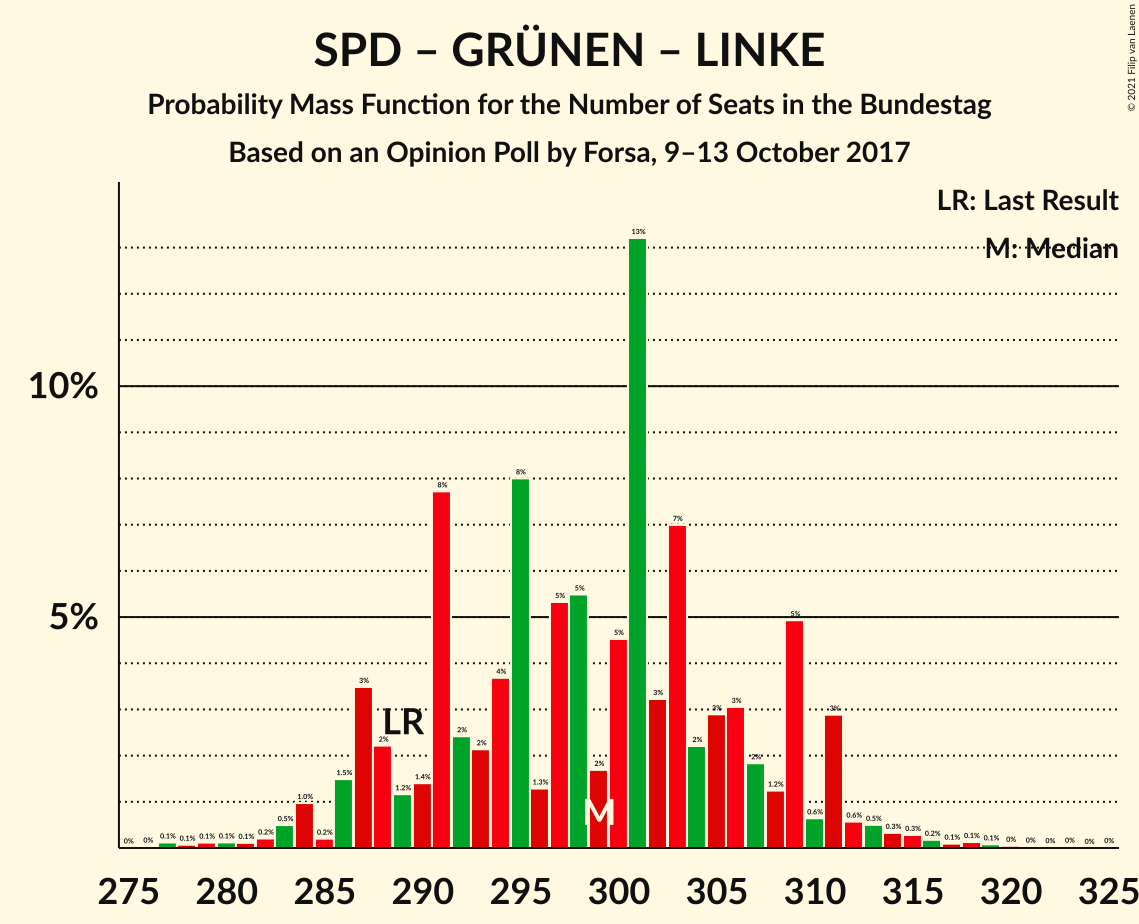 SPD – GRÜNEN – LINKE
Probability Mass Function for the Number of Seats in the Bundestag
Based on an Opinion Poll by Forsa, 9–13 October 2017
© 2021 Filip van Laenen
LR: Last Result
M: Median
10%
5%
0% 0% 0.1% 0.1% 0.1% 0.1% 0.1% 0.2% 0.5% 1.0% 0.2% 1.5% 3% 2% 1.2% 1.4% 8% 2% 2% 4% 8% 1.3% 5% 5% 2% 5% 13% 3% 7% 2% 3% 3% 2% 1.2% 5% 0.6% 3% 0.6% 0.5% 0.3% 0.3% 0.2% 0.1% 0.1% 0.1% 0% 0% 0% 0% 0% 0%
LR
M
275 280 285 290 295 300 305 310 315 320 325